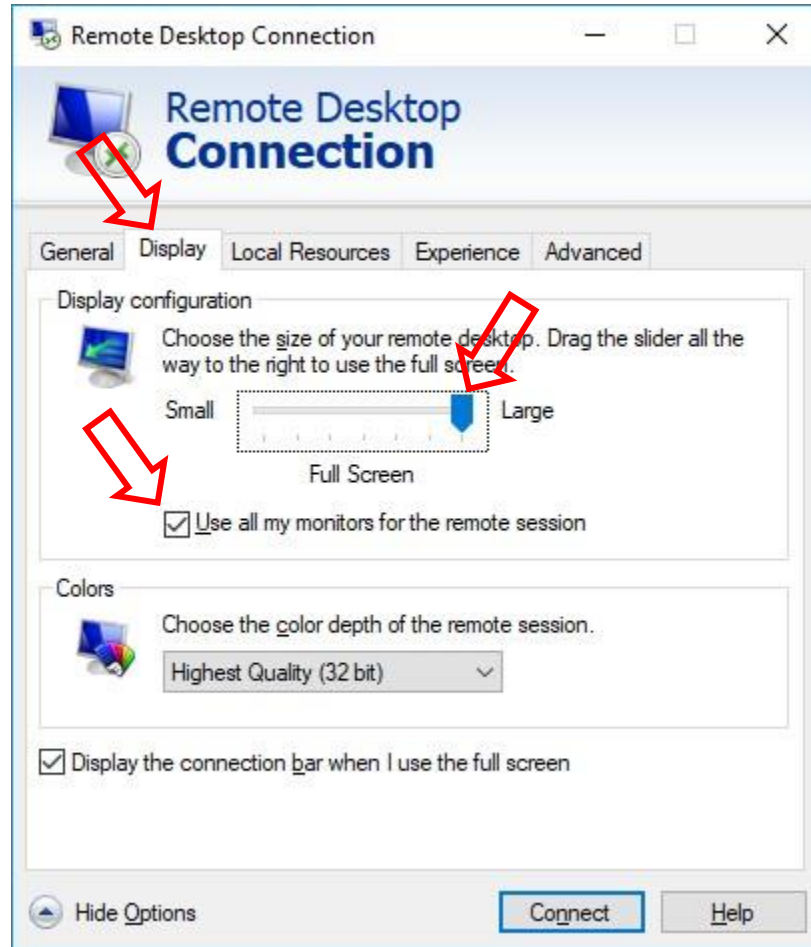 Remote Desktop Connection
Remote Desktop
Connection
General Display Local Resources Experience Advanced
Display configuration
Choose the size of your remote desktop. Drag the slider all the
way to the right to use the full screen.
Small Large
Full Screen
Use all my monitors for the remote session
Colors
Choose the color depth of the remote session.
Highest Quality (32 bit)
Display the connection bar when I use the full screen
Hide Options Connect Help